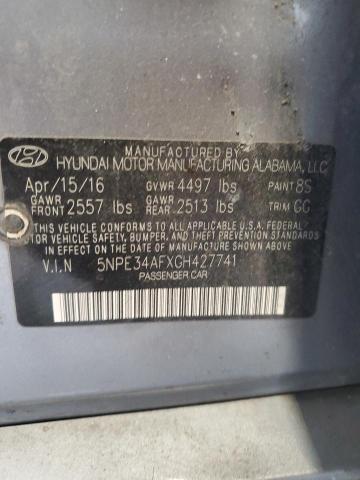 MANUFACTURED BY
HYUNDAI MOTOR MANUFACTURING ALABAMA, LLC
Apr/15/16 GVWR 4497 lbs PAINT 8S
GAWR FRONT 2557 lbs GAWR REAR 2513 lbs TRIM GG
THIS VEHICLE CONFORMS TO ALL APPLICABLE U.S.A. FEDERAL
MOTOR VEHICLE SAFETY, BUMPER, AND THEFT PREVENTION STANDARDS
IN EFFECT ON THE DATE OF MANUFACTURE SHOWN ABOVE.
V.I.N 5NPE34AFXGH427741
PASSENGER CAR